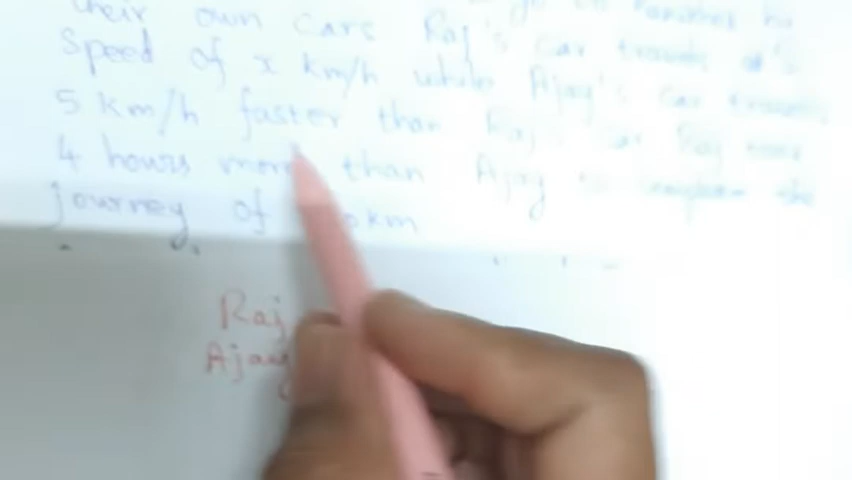 their own cars Raj's car travels at a
Speed of x km/h while Ajay's car travels
5 km/h faster than Raj's car Raj took
4 hours more than Ajay to complete the
journey of km
Raj
Ajay